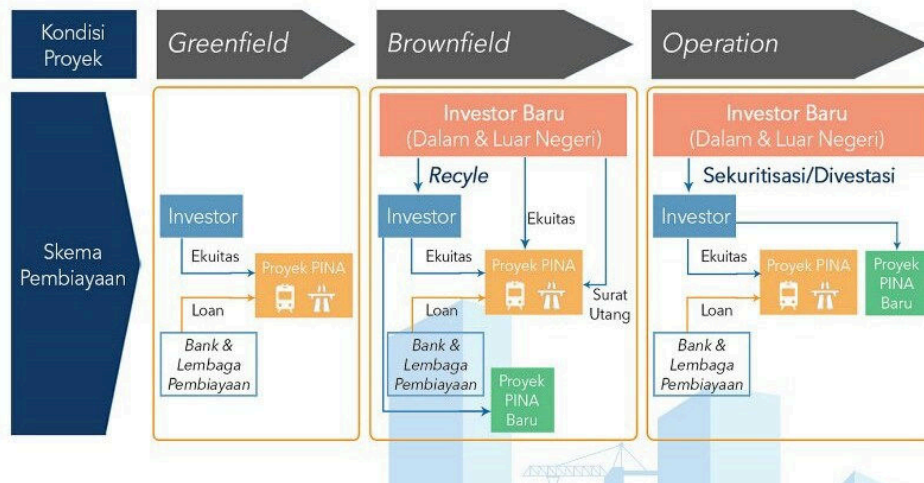 Kondisi
Proyek
Greenfield
Brownfield
Operation
Skema
Pembiayaan
Investor
Ekuitas
Proyek PINA
Loan
Bank &
Lembaga
Pembiayaan
Investor Baru
(Dalam & Luar Negeri)
Recyle
Investor
Ekuitas
Ekuitas
Proyek PINA
Surat
Utang
Loan
Bank &
Lembaga
Pembiayaan
Proyek
PINA
Baru
Investor Baru
(Dalam & Luar Negeri)
Sekuritisasi/Divestasi
Investor
Ekuitas
Proyek PINA
Proyek
PINA
Baru
Loan
Bank &
Lembaga
Pembiayaan